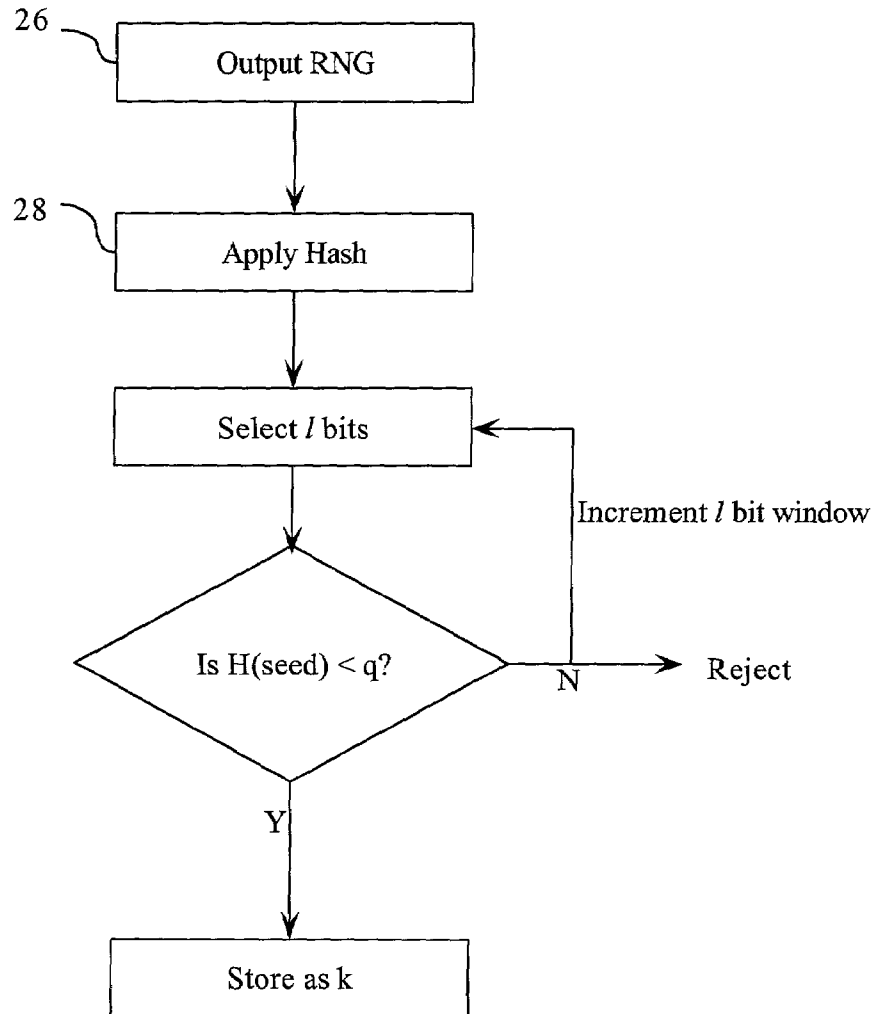 26
Output RNG
28
Apply Hash
Select l bits
Increment l bit window
Is H(seed) < q?
N
Reject
Y
Store as k